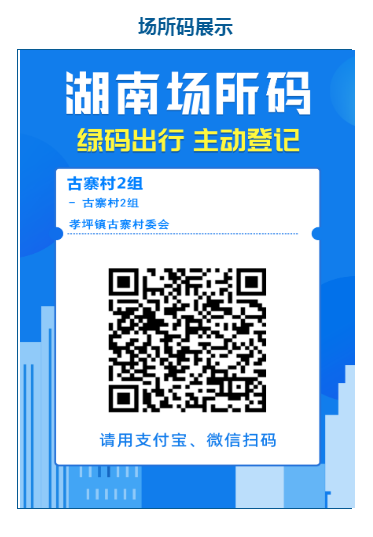 场所码展示
湖南场所码
绿码出行 主动登记
古寨村2组
- 古寨村2组
孝坪镇古寨村委会
请用支付宝、微信扫码